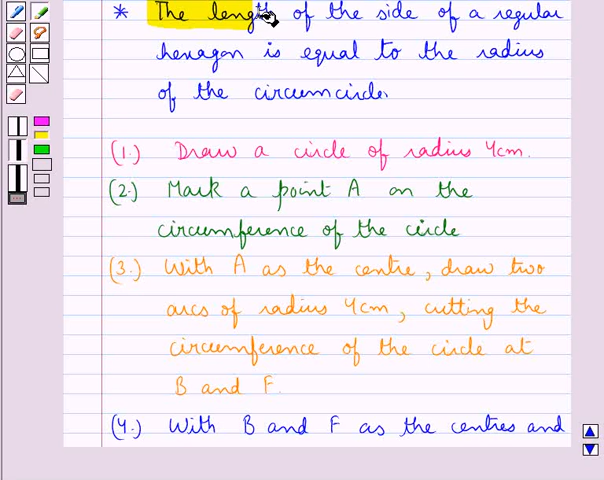 * The length of the side of a regular
hexagon is equal to the radius
of the circumcircle.
(1.) Draw a circle of radius 4cm.
(2.) Mark a point A on the
circumference of the circle
(3.) With A as the centre, draw two
arcs of radius 4cm, cutting the
circumference of the circle at
B and F.
(4.) With B and F as the centres and